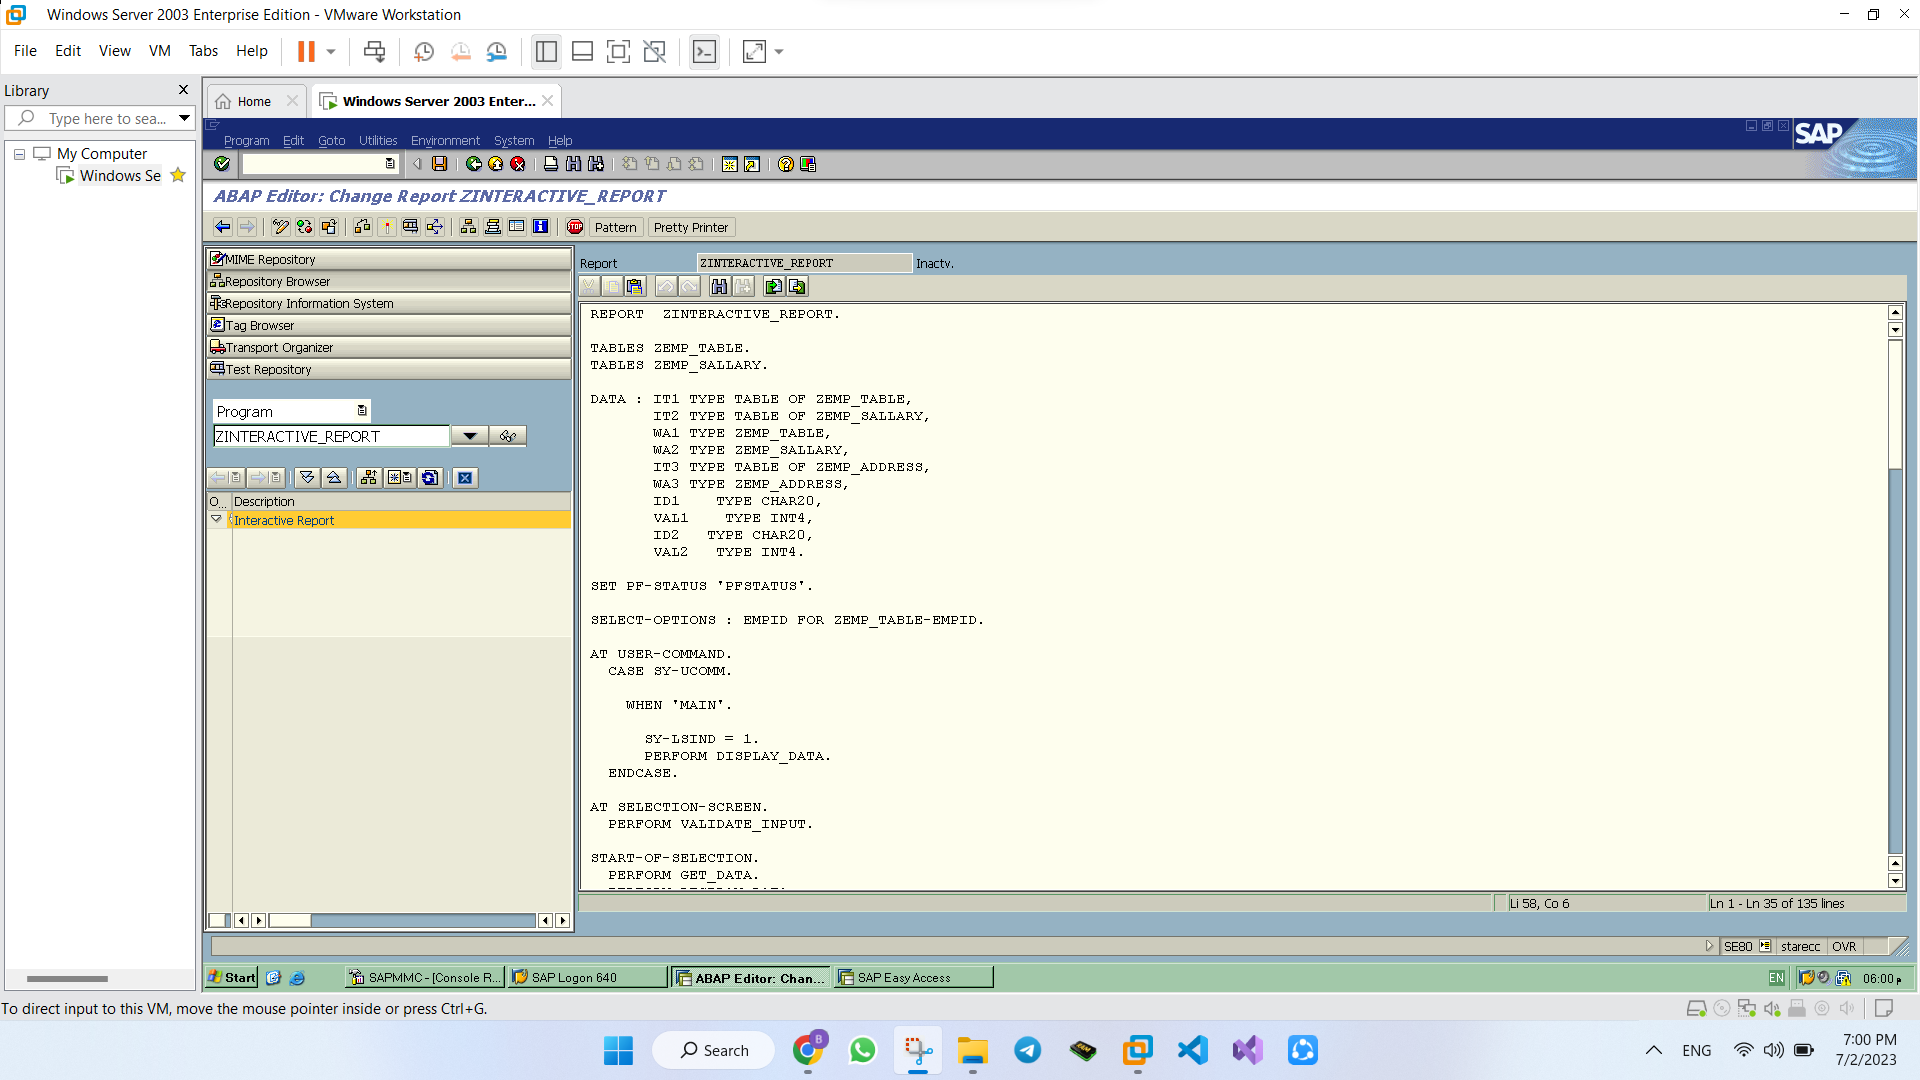 Windows Server 2003 Enterprise Edition - VMware Workstation
File Edit View VM Tabs Help
Library
Type here to sea...
My Computer
Windows Se
Home
Windows Server 2003 Enter...
Program Edit Goto Utilities Environment System Help
SAP
ABAP Editor: Change Report ZINTERACTIVE_REPORT
STOP
Pattern
Pretty Printer
MIME Repository
Repository Browser
Repository Information System
Tag Browser
Transport Organizer
Test Repository
Program
ZINTERACTIVE_REPORT
O... Description
Interactive Report
Report ZINTERACTIVE_REPORT Inactv.
REPORT ZINTERACTIVE_REPORT.
TABLES ZEMP_TABLE.
TABLES ZEMP_SALLARY.
DATA : IT1 TYPE TABLE OF ZEMP_TABLE,
IT2 TYPE TABLE OF ZEMP_SALLARY,
WA1 TYPE ZEMP_TABLE,
WA2 TYPE ZEMP_SALLARY,
IT3 TYPE TABLE OF ZEMP_ADDRESS,
WA3 TYPE ZEMP_ADDRESS,
ID1 TYPE CHAR20,
VAL1 TYPE INT4,
ID2 TYPE CHAR20,
VAL2 TYPE INT4.
SET PF-STATUS 'PFSTATUS'.
SELECT-OPTIONS : EMPID FOR ZEMP_TABLE-EMPID.
AT USER-COMMAND.
CASE SY-UCOMM.
WHEN 'MAIN'.
SY-LSIND = 1.
PERFORM DISPLAY_DATA.
ENDCASE.
AT SELECTION-SCREEN.
PERFORM VALIDATE_INPUT.
START-OF-SELECTION.
PERFORM GET_DATA.
Li 58, Co 6
Ln 1 - Ln 35 of 135 lines
SE80 starecc OVR
Start
SAPMMC - [Console R...
SAP Logon 640
ABAP Editor: Chan...
SAP Easy Access
EN
06:00 م
To direct input to this VM, move the mouse pointer inside or press Ctrl+G.
Search
B
ENG
7:00 PM
7/2/2023